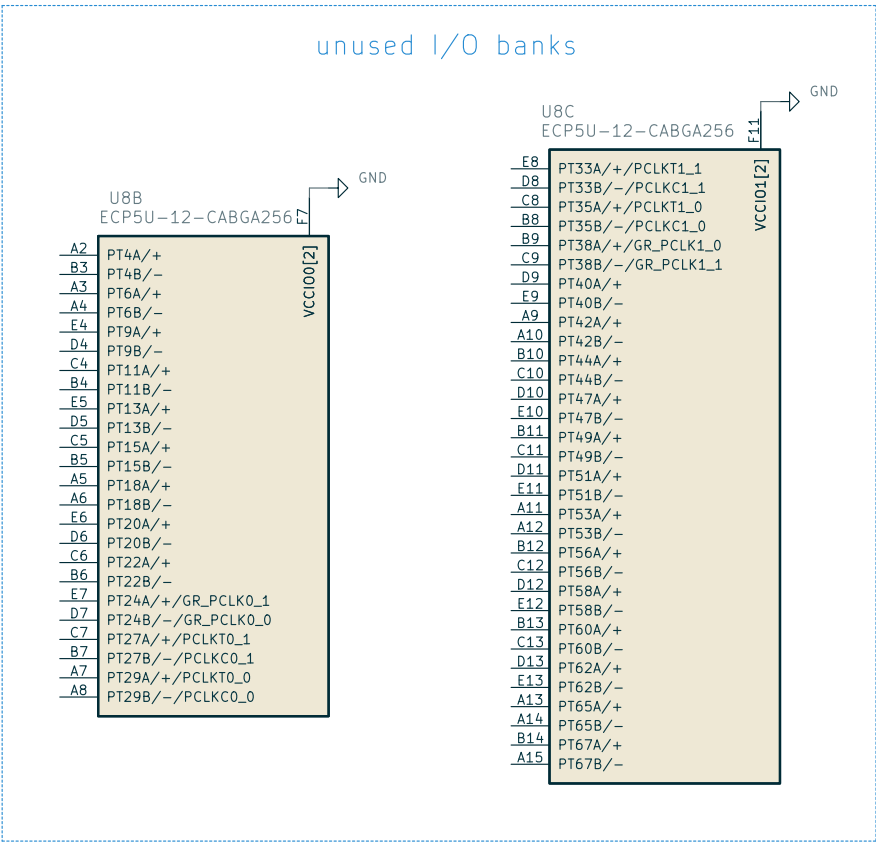 unused I/O banks
U8B
ECP5U-12-CABGA256
F7
GND
VCCIO0[2]
A2 PT4A/+
B3 PT4B/-
A3 PT6A/+
A4 PT6B/-
E4 PT9A/+
D4 PT9B/-
C4 PT11A/+
B4 PT11B/-
E5 PT13A/+
D5 PT13B/-
C5 PT15A/+
B5 PT15B/-
A5 PT18A/+
A6 PT18B/-
E6 PT20A/+
D6 PT20B/-
C6 PT22A/+
B6 PT22B/-
E7 PT24A/+/GR_PCLK0_1
D7 PT24B/-/GR_PCLK0_0
C7 PT27A/+/PCLKT0_1
B7 PT27B/-/PCLKC0_1
A7 PT29A/+/PCLKT0_0
A8 PT29B/-/PCLKC0_0
U8C
ECP5U-12-CABGA256
F11
GND
VCCIO1[2]
E8 PT33A/+/PCLKT1_1
D8 PT33B/-/PCLKC1_1
C8 PT35A/+/PCLKT1_0
B8 PT35B/-/PCLKC1_0
B9 PT38A/+/GR_PCLK1_0
C9 PT38B/-/GR_PCLK1_1
D9 PT40A/+
E9 PT40B/-
A9 PT42A/+
A10 PT42B/-
B10 PT44A/+
C10 PT44B/-
D10 PT47A/+
E10 PT47B/-
B11 PT49A/+
C11 PT49B/-
D11 PT51A/+
E11 PT51B/-
A11 PT53A/+
A12 PT53B/-
B12 PT56A/+
C12 PT56B/-
D12 PT58A/+
E12 PT58B/-
B13 PT60A/+
C13 PT60B/-
D13 PT62A/+
E13 PT62B/-
A13 PT65A/+
A14 PT65B/-
B14 PT67A/+
A15 PT67B/-